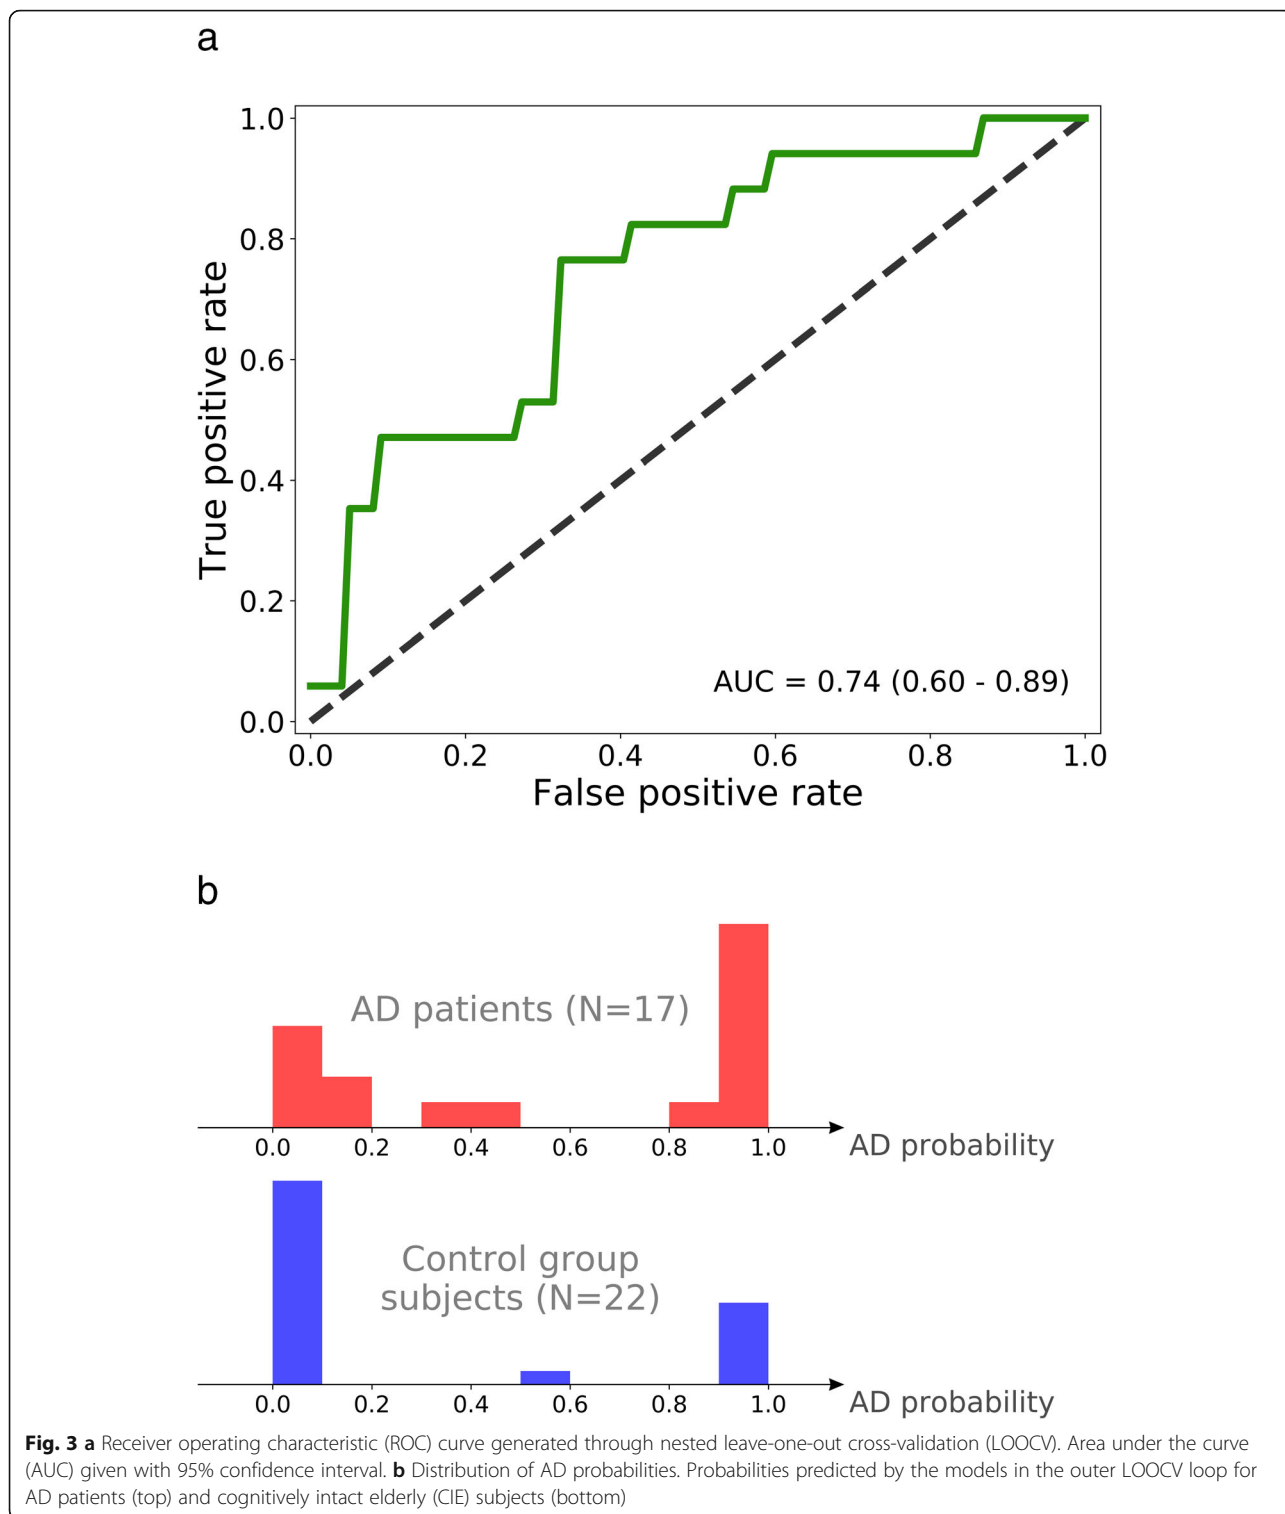 a
1.0
0.8
0.6
0.4
0.2
0.0
True positive rate
AUC = 0.74 (0.60 - 0.89)
0.0 0.2 0.4 0.6 0.8 1.0
False positive rate
b
AD patients (N=17)
0.0 0.2 0.4 0.6 0.8 1.0
AD probability
Control group
subjects (N=22)
0.0 0.2 0.4 0.6 0.8 1.0
AD probability
Fig. 3 a Receiver operating characteristic (ROC) curve generated through nested leave-one-out cross-validation (LOOCV). Area under the curve
(AUC) given with 95% confidence interval. b Distribution of AD probabilities. Probabilities predicted by the models in the outer LOOCV loop for
AD patients (top) and cognitively intact elderly (CIE) subjects (bottom)